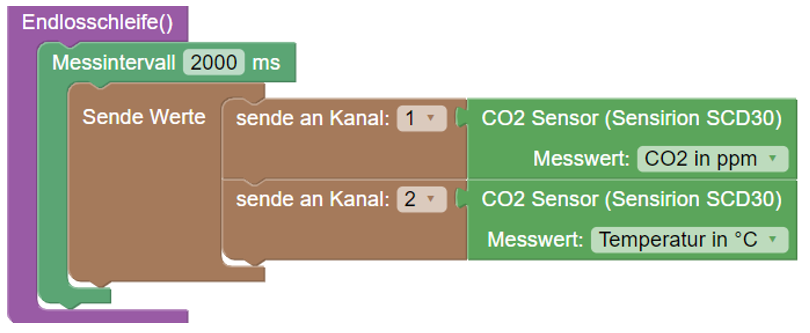 Endlosschleife()
Messintervall 2000 ms
Sende Werte sende an Kanal: 1 CO2 Sensor (Sensirion SCD30)
Messwert: CO2 in ppm
sende an Kanal: 2 CO2 Sensor (Sensirion SCD30)
Messwert: Temperatur in °C